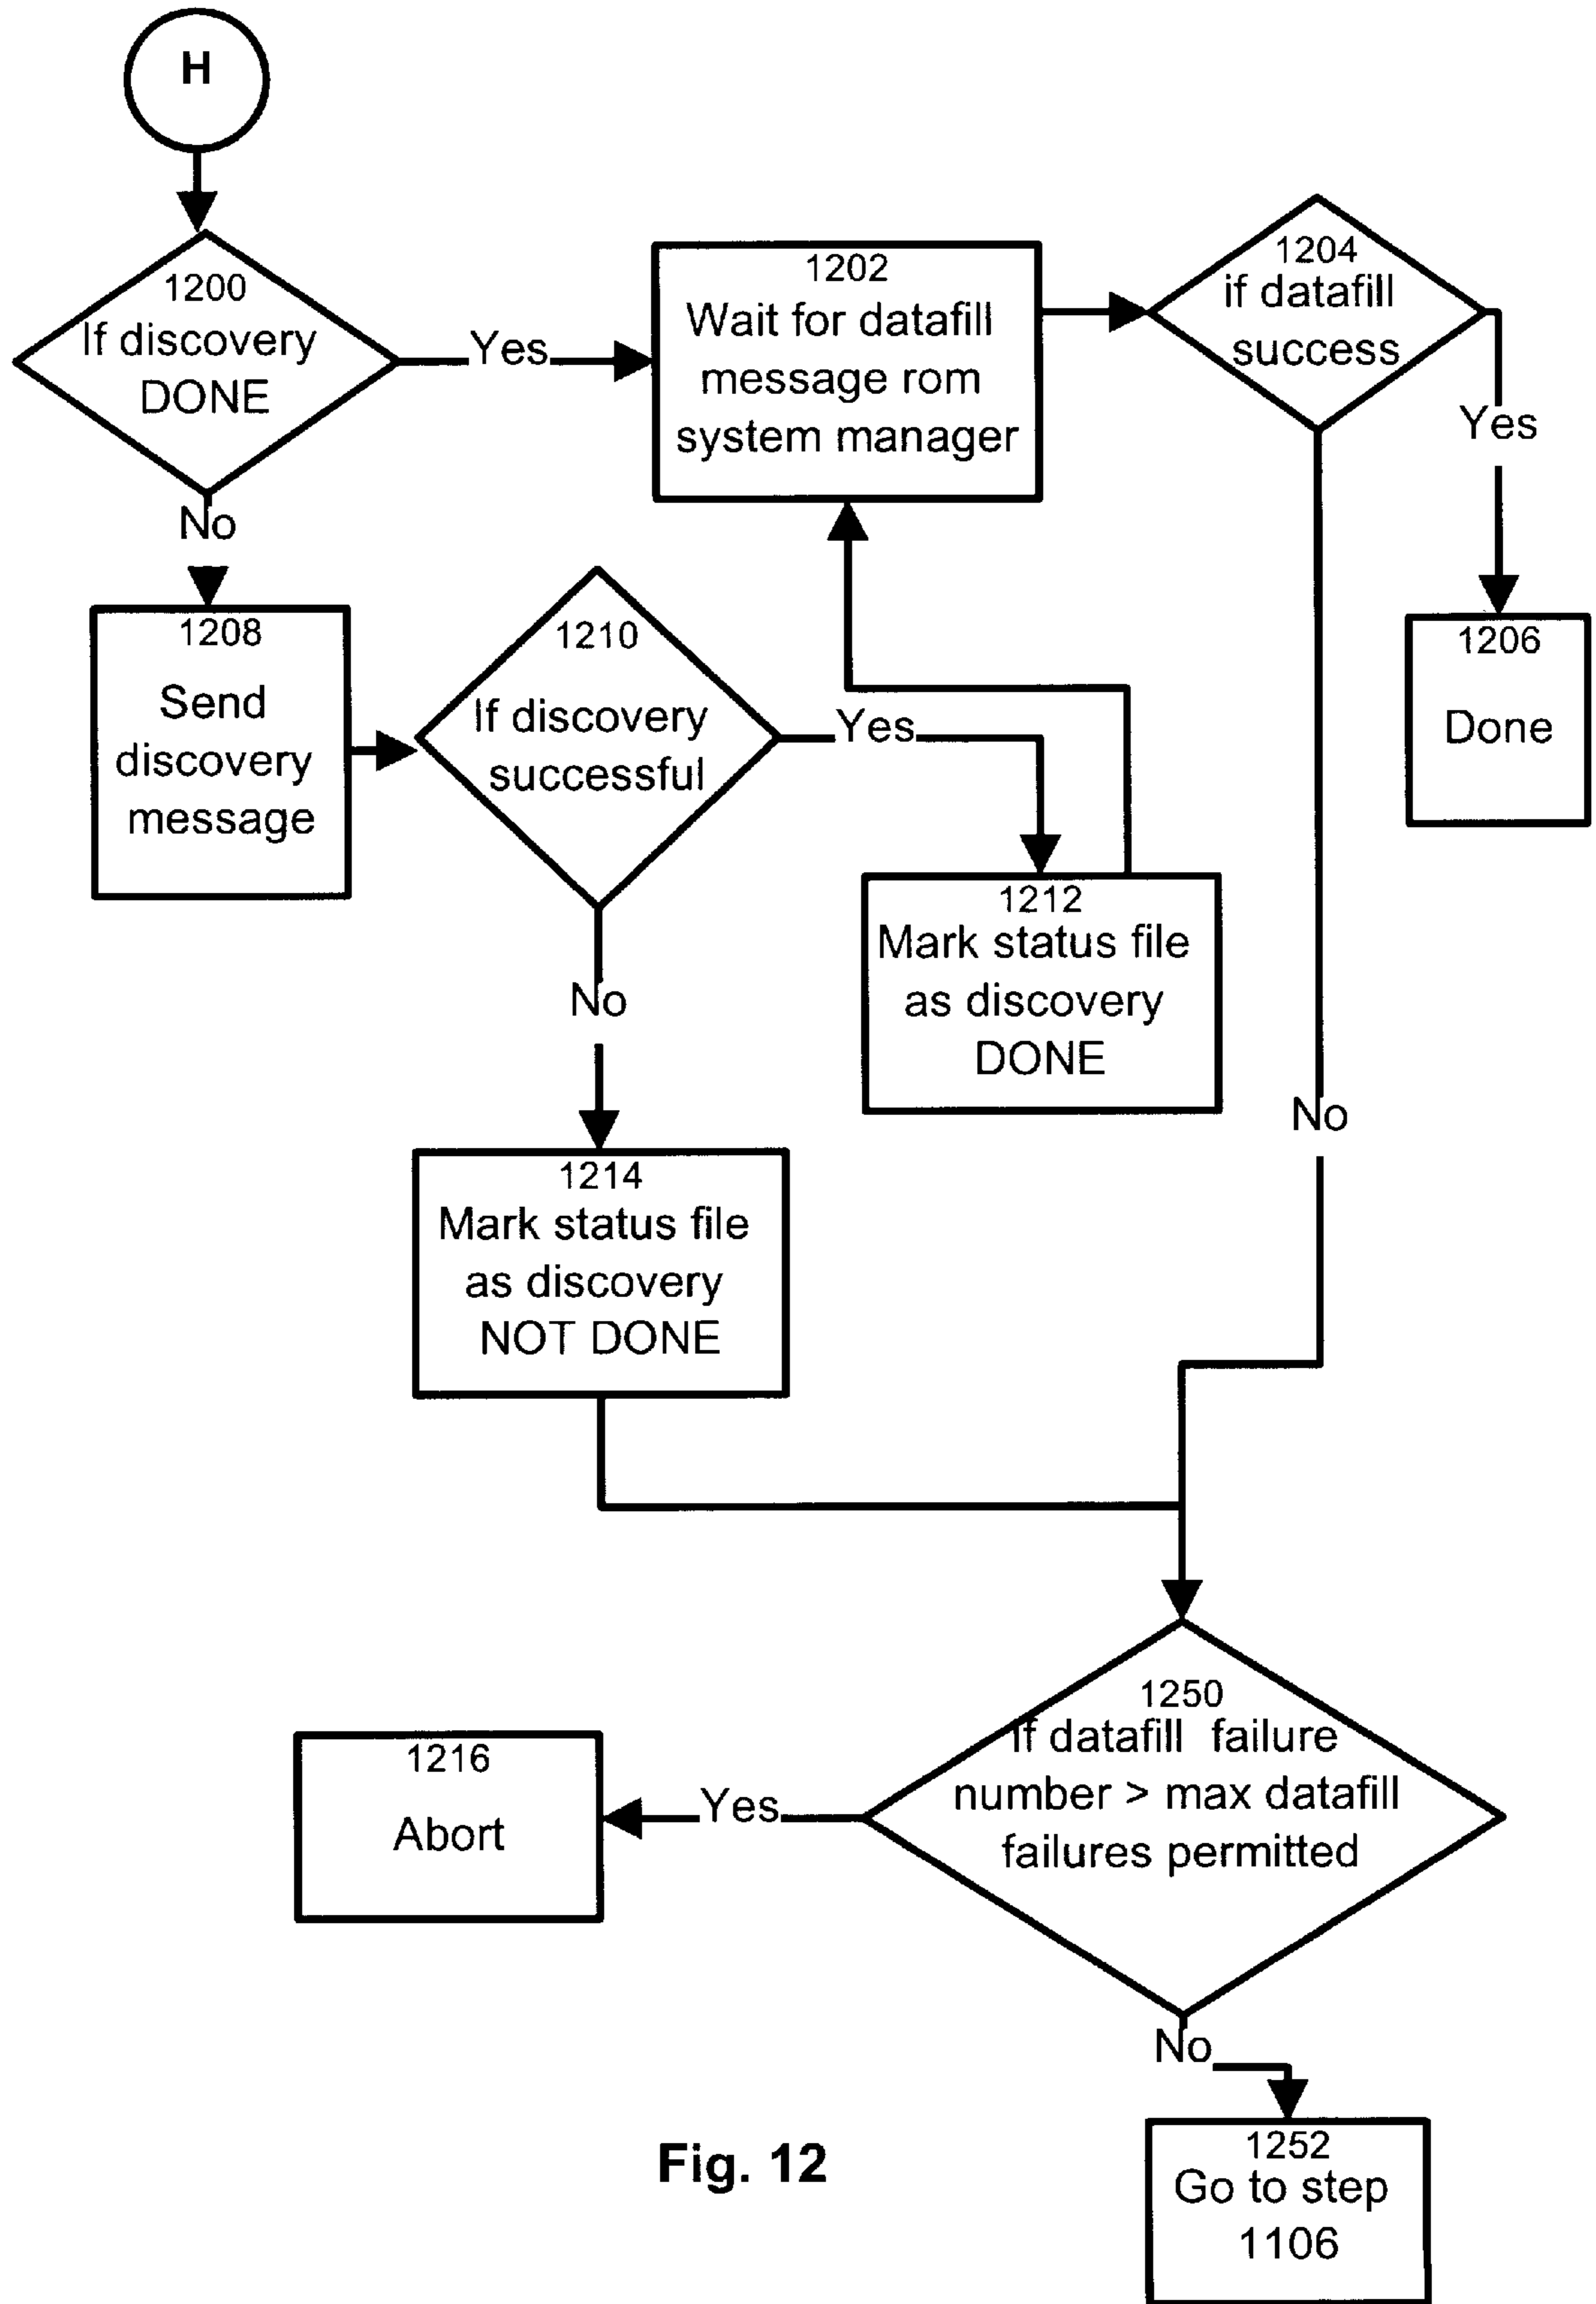 H
1200
If discovery
DONE
Yes
No
1202
Wait for datafill
message rom
system manager
1204
if datafill
success
Yes
No
1206
Done
1208
Send
discovery
message
1210
If discovery
successful
Yes
No
1212
Mark status file
as discovery
DONE
1214
Mark status file
as discovery
NOT DONE
1250
If datafill failure
number > max datafill
failures permitted
Yes
No
1216
Abort
1252
Go to step
1106
Fig. 12